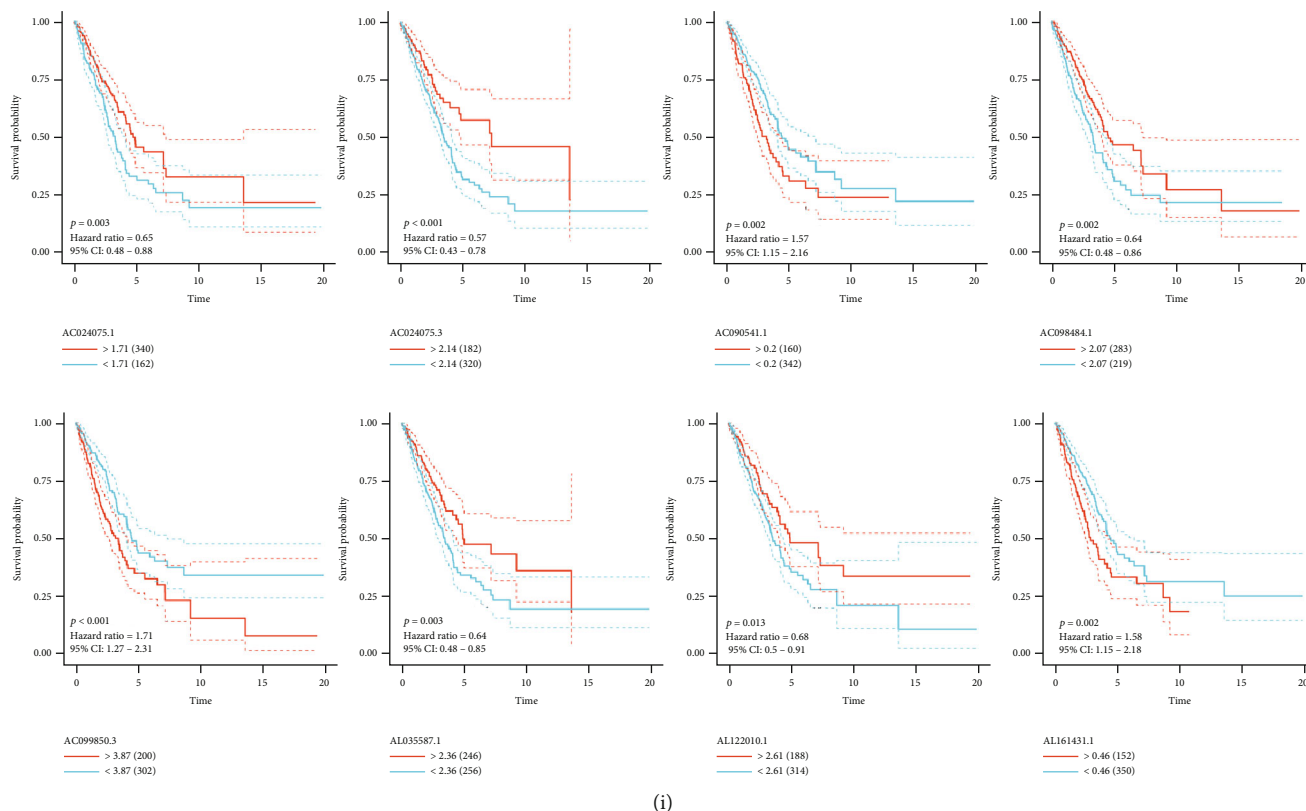 1.00
0.75
0.50
0.25
0.00
Survival probability
p = 0.003
Hazard ratio = 0.65
95% CI: 0.48 – 0.88
0 5 10 15 20
Time
AC024075.1
> 1.71 (340)
< 1.71 (162)
1.00
0.75
0.50
0.25
0.00
Survival probability
p < 0.001
Hazard ratio = 0.57
95% CI: 0.43 – 0.78
0 5 10 15 20
Time
AC024075.3
> 2.14 (182)
< 2.14 (320)
1.00
0.75
0.50
0.25
0.00
Survival probability
p = 0.002
Hazard ratio = 1.57
95% CI: 1.15 – 2.16
0 5 10 15 20
Time
AC090541.1
> 0.2 (160)
< 0.2 (342)
1.00
0.75
0.50
0.25
0.00
Survival probability
p = 0.002
Hazard ratio = 0.64
95% CI: 0.48 – 0.86
0 5 10 15 20
Time
AC098484.1
> 2.07 (283)
< 2.07 (219)
1.00
0.75
0.50
0.25
0.00
Survival probability
p < 0.001
Hazard ratio = 1.71
95% CI: 1.27 – 2.31
0 5 10 15 20
Time
AC099850.3
> 3.87 (200)
< 3.87 (302)
1.00
0.75
0.50
0.25
0.00
Survival probability
p = 0.003
Hazard ratio = 0.64
95% CI: 0.48 – 0.85
0 5 10 15 20
Time
AL035587.1
> 2.36 (246)
< 2.36 (256)
1.00
0.75
0.50
0.25
0.00
Survival probability
p = 0.013
Hazard ratio = 0.68
95% CI: 0.5 – 0.91
0 5 10 15 20
Time
AL122010.1
> 2.61 (188)
< 2.61 (314)
1.00
0.75
0.50
0.25
0.00
Survival probability
p = 0.002
Hazard ratio = 1.58
95% CI: 1.15 – 2.18
0 5 10 15 20
Time
AL161431.1
> 0.46 (152)
< 0.46 (350)
(i)